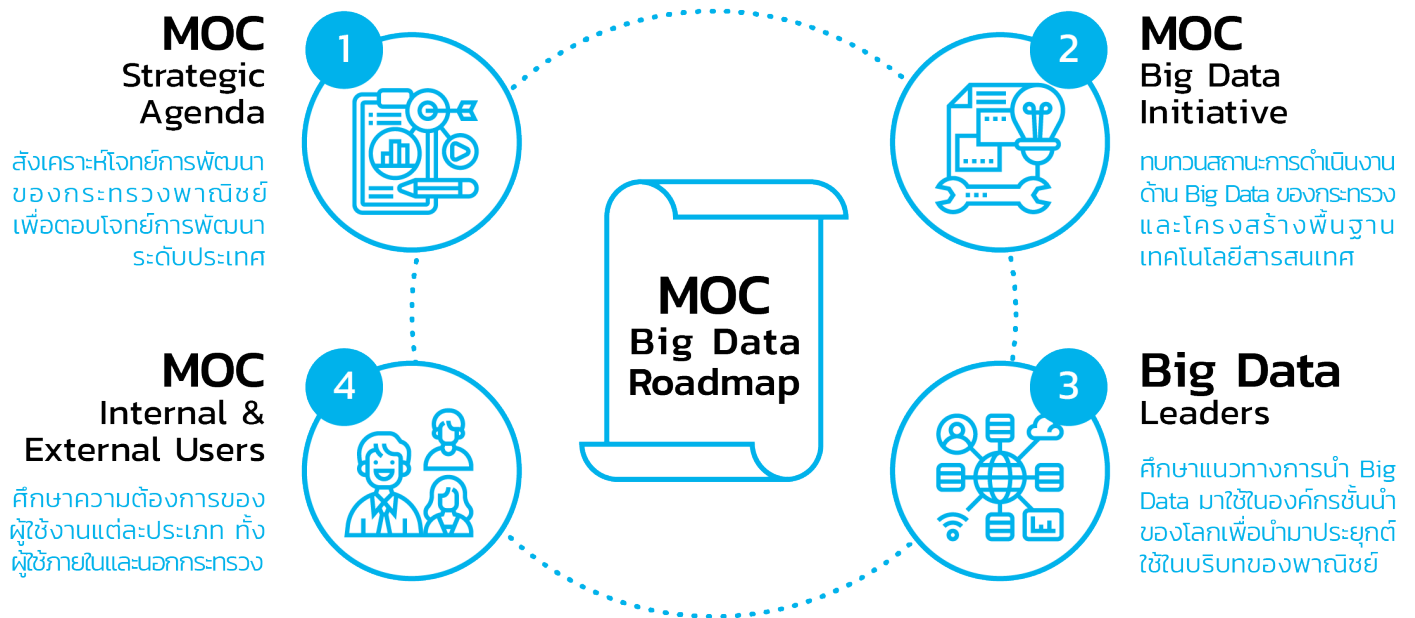 MOC
Strategic
Agenda
1
สังเคราะห์โจทย์การพัฒนา
ของกระทรวงพาณิชย์
เพื่อตอบโจทย์การพัฒนา
ระดับประเทศ
2
MOC
Big Data
Initiative
ทบทวนสถานะการดำเนินงาน
ด้าน Big Data ของกระทรวง
และโครงสร้างพื้นฐาน
เทคโนโลยีสารสนเทศ
MOC
Big Data
Roadmap
3
Big Data
Leaders
ศึกษาแนวทางการนำ Big
Data มาใช้ในองค์กรชั้นนำ
ของโลกเพื่อนำมาประยุกต์
ใช้ในบริบทของพาณิชย์
MOC
Internal &
External Users
4
ศึกษาความต้องการของ
ผู้ใช้งานแต่ละประเภท ทั้ง
ผู้ใช้ภายในและนอกกระทรวง